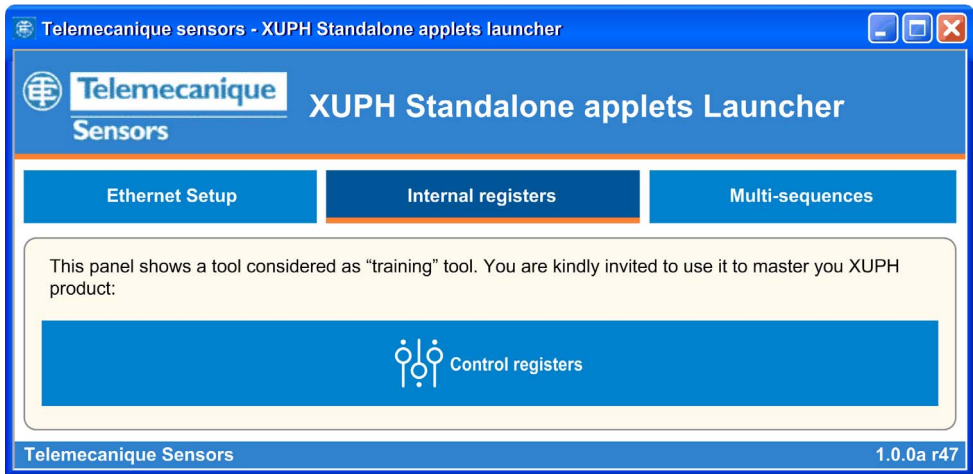 Telemecanique sensors - XUPH Standalone applets launcher
Telemecanique
Sensors
XUPH Standalone applets Launcher
Ethernet Setup
Internal registers
Multi-sequences
This panel shows a tool considered as “training” tool. You are kindly invited to use it to master you XUPH
product:
Control registers
Telemecanique Sensors
1.0.0a r47